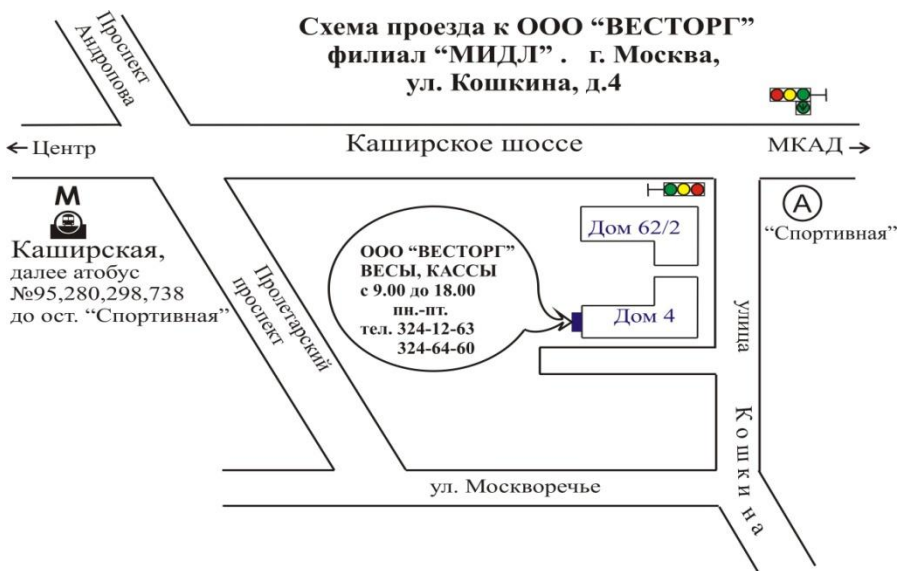 Схема проезда к ООО “ВЕСТОРГ”
филиал “МИДЛ” . г. Москва,
ул. Кошкина, д.4
Проспект
Андропова
← Центр
Каширское шоссе
МКАД →
М
Каширская,
далее атобус
№95,280,298,738
до ост. “Спортивная”
Пролетарский
проспект
ООО “ВЕСТОРГ”
ВЕСЫ, КАССЫ
с 9.00 до 18.00
пн.-пт.
тел. 324-12-63
324-64-60
Дом 62/2
Дом 4
А
“Спортивная”
улица
Кошкина
ул. Москворечье